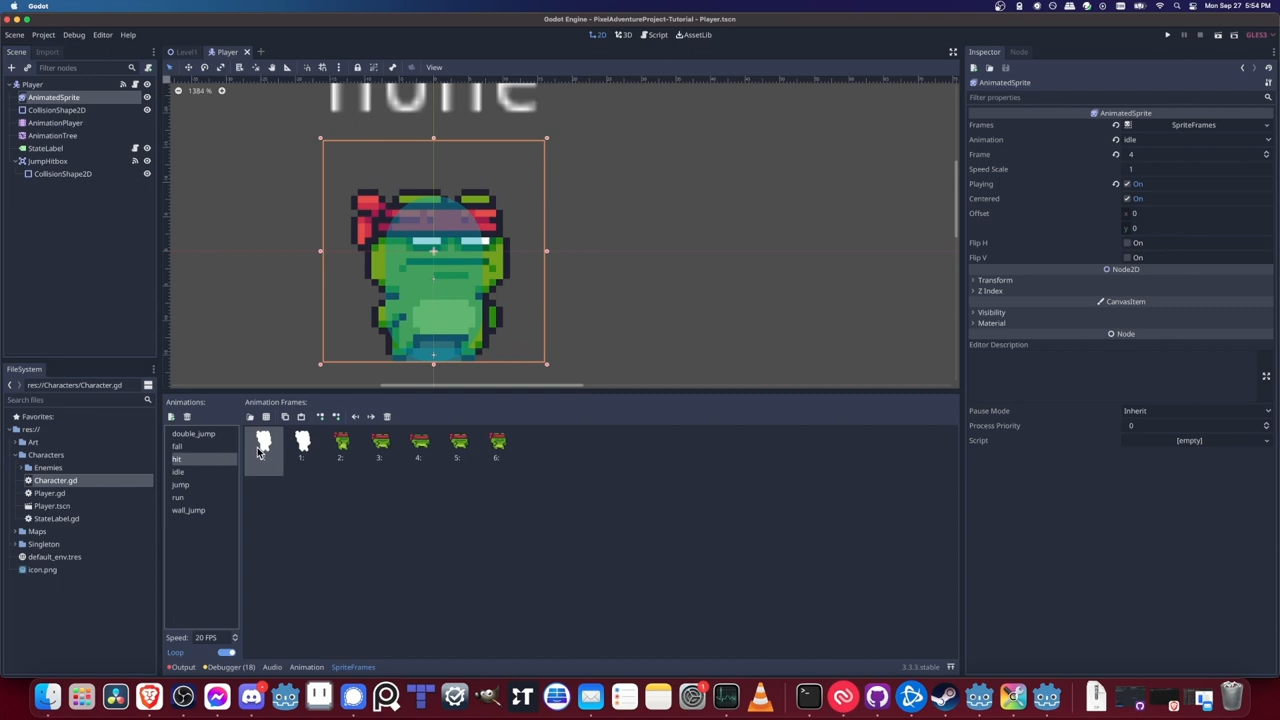 Godot
Mon Sep 27 5:54 PM
Godot Engine - PixelAdventureProject-Tutorial - Player.tscn
Scene Project Debug Editor Help
2D 3D Script AssetLib
GLES3
Scene Import
Level1 Player
Inspector Node
Filter nodes
View
Player
AnimatedSprite
CollisionShape2D
AnimationPlayer
AnimationTree
StateLabel
JumpHitbox
CollisionShape2D
1384 %
None
AnimatedSprite
Filter properties
AnimatedSprite
Frames SpriteFrames
Animation idle
Frame 4
Speed Scale 1
Playing On
Centered On
Offset x 0
y 0
Flip H On
Flip V On
Node2D
Transform
Z Index
CanvasItem
Visibility
Material
Node
Editor Description
Pause Mode Inherit
Process Priority 0
Script [empty]
FileSystem
res://Characters/Character.gd
Search files
Favorites:
res://
Art
Characters
Enemies
Character.gd
Player.gd
Player.tscn
StateLabel.gd
Maps
Singleton
default_env.tres
icon.png
Animations: Animation Frames:
double_jump
fall
hit
idle
jump
run
wall_jump
1: 2: 3: 4: 5: 6:
Speed: 20 FPS
Loop
Output Debugger (18) Audio Animation SpriteFrames
3.3.3.stable